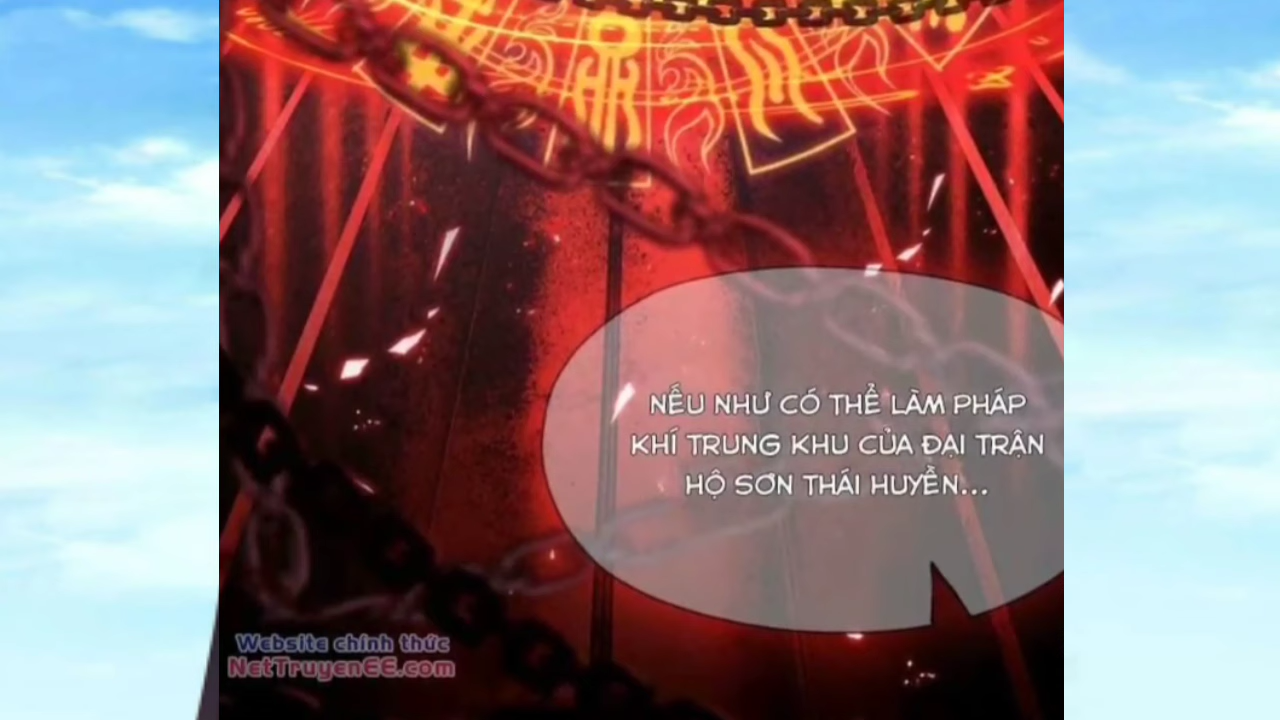 NẾU NHƯ CÓ THỂ LÀM PHÁP
KHÍ TRUNG KHU CỦA ĐẠI TRẬN
HỘ SƠN THÁI HUYỀN...
Website chính thức
NetTruyenEE.com